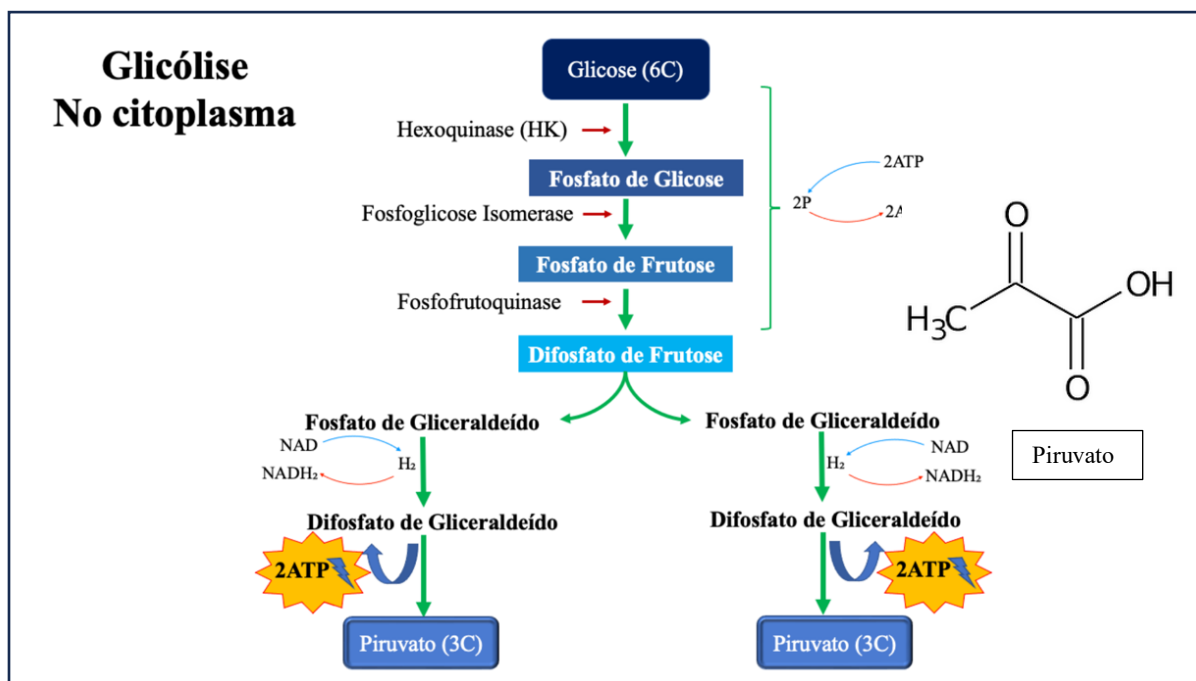 Glicólise
No citoplasma
Glicose (6C)
Hexoquinase (HK)
Fosfato de Glicose
Fosfoglicose Isomerase
Fosfato de Frutose
Fosfofrutoquinase
Difosfato de Frutose
2ATP
2P
O
OH
H₃C
O
Piruvato
Fosfato de Gliceraldeído
NAD
H₂
NADH₂
Difosfato de Gliceraldeído
2ATP
Piruvato (3C)
Fosfato de Gliceraldeído
NAD
H₂
NADH₂
Difosfato de Gliceraldeído
2ATP
Piruvato (3C)